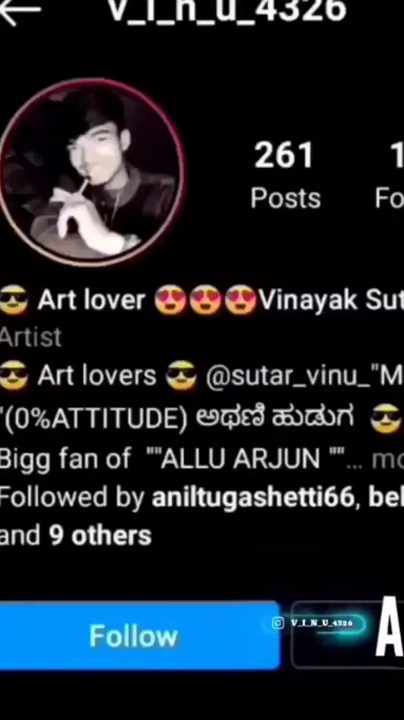 v_i_n_u_4326
261
Posts
😎 Art lover 😍😍😍Vinayak Sut
Artist
😎 Art lovers 😎 @sutar_vinu_"M
"(0%ATTITUDE) ಅಥಣಿ ಹುಡುಗ 😎
Bigg fan of ""ALLU ARJUN ""... mo
Followed by aniltugashetti66, bel
and 9 others
Follow
V_I_N_U_4326
A